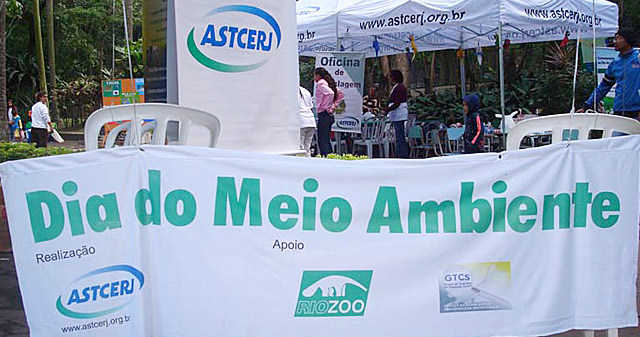 ASTCERJ
www.astcerj.org.br
www.astcerj.org.br
Oficina
de
ASTCERJ
Dia do Meio Ambiente
Realização
Apoio
ASTCERJ
www.astcerj.org.br
RIOZOO
GTCS